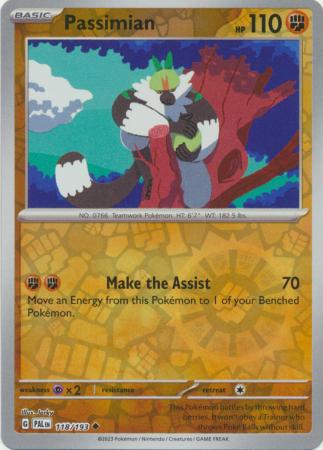 BASIC
Passimian
HP 110
NO. 0766 Teamwork Pokémon HT: 6'7" WT: 182.5 lbs.
Make the Assist 70
Move an Energy from this Pokémon to 1 of your Benched
Pokémon.
weakness ×2 resistance retreat
Illus. Jerky
This Pokémon battles by throwing hard
berries. It won't obey a Trainer who
throws Poké Balls without skill.
G PAL EN 118/193
©2023 Pokémon / Nintendo / Creatures / GAME FREAK